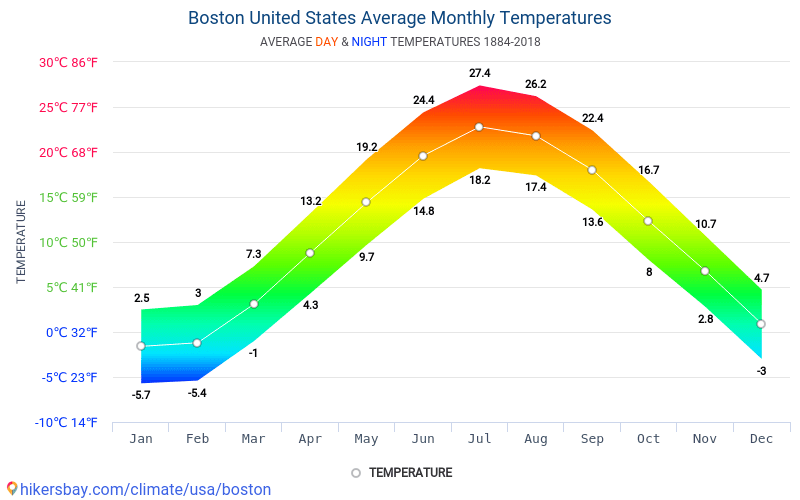 Boston United States Average Monthly Temperatures
AVERAGE DAY & NIGHT TEMPERATURES 1884-2018
30℃ 86℉
25℃ 77℉
20℃ 68℉
15℃ 59℉
10℃ 50℉
5℃ 41℉
0℃ 32℉
-5℃ 23℉
-10℃ 14℉
TEMPERATURE
2.5 3 7.3 13.2 19.2 24.4 27.4 26.2 22.4 16.7 10.7 4.7
-5.7 -5.4 -1 4.3 9.7 14.8 18.2 17.4 13.6 8 2.8 -3
Jan Feb Mar Apr May Jun Jul Aug Sep Oct Nov Dec
TEMPERATURE
hikersbay.com/climate/usa/boston